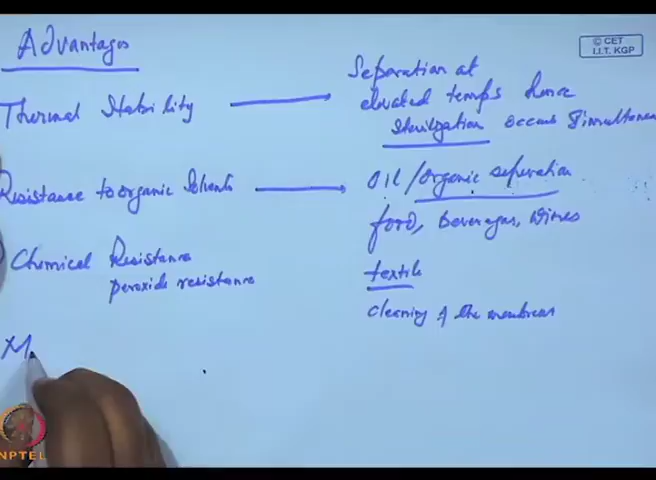 Advantages
© CET
I.I.T. KGP
Thermal Stability
Separation at
elevated temps hence
sterilization occurs Simultaneou
Resistance to organic Solvents
Oil/organic separation
food, beverages, wines
Chemical Resistance
peroxide resistance
textile
cleaning of the membrane
M
NPTEL